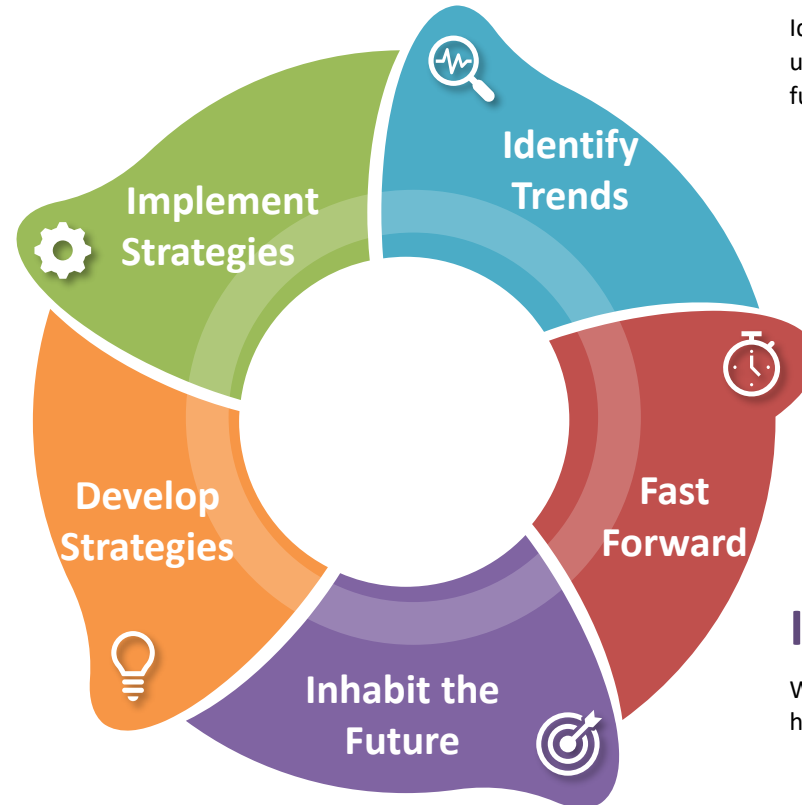 Identify
Trends
Implement
Strategies
Fast
Forward
Develop
Strategies
Inhabit the
Future